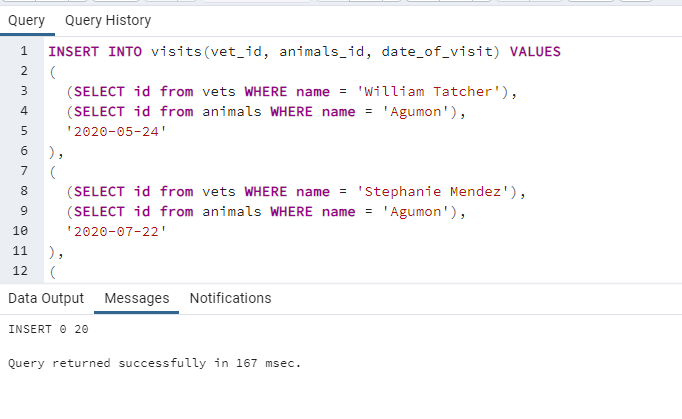 Query Query History
1 INSERT INTO visits(vet_id, animals_id, date_of_visit) VALUES
2 (
3 (SELECT id from vets WHERE name = 'William Tatcher'),
4 (SELECT id from animals WHERE name = 'Agumon'),
5 '2020-05-24'
6 ),
7 (
8 (SELECT id from vets WHERE name = 'Stephanie Mendez'),
9 (SELECT id from animals WHERE name = 'Agumon'),
10 '2020-07-22'
11 ),
12 (
Data Output Messages Notifications
INSERT 0 20
Query returned successfully in 167 msec.